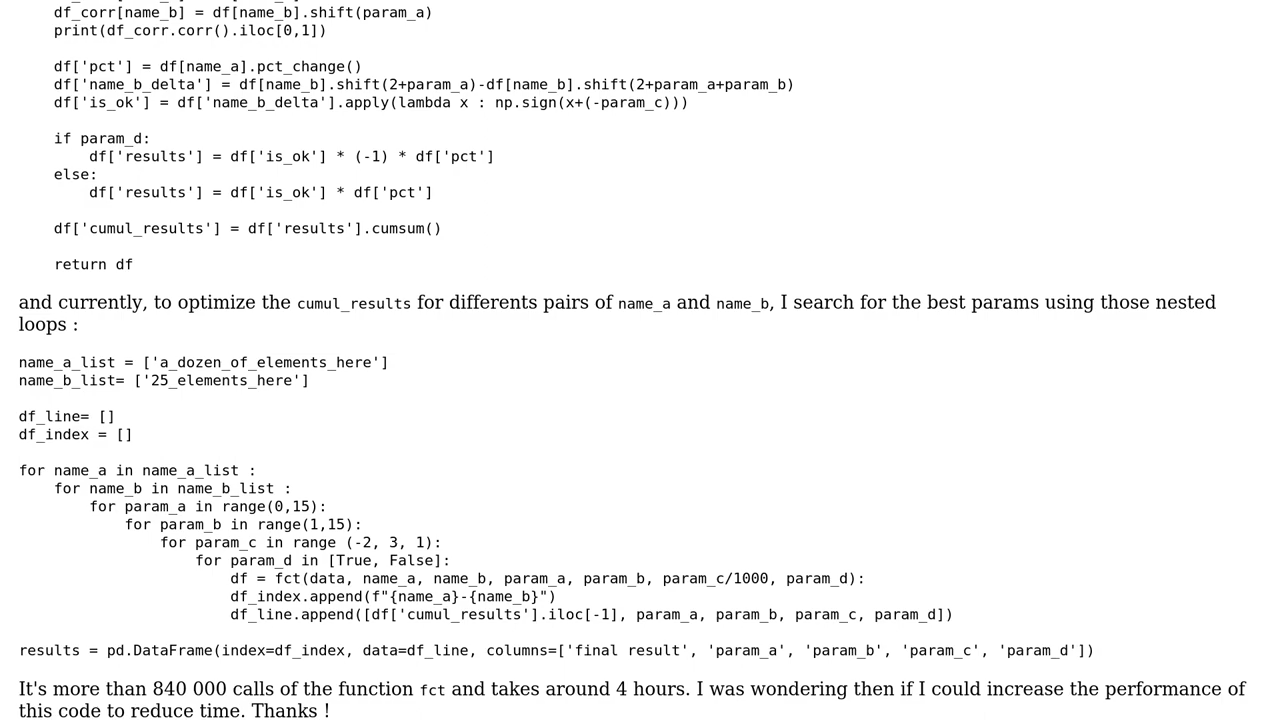 df_corr[name_b] = df[name_b].shift(param_a)
print(df_corr.corr().iloc[0,1])
df['pct'] = df[name_a].pct_change()
df['name_b_delta'] = df[name_b].shift(2+param_a)-df[name_b].shift(2+param_a+param_b)
df['is_ok'] = df['name_b_delta'].apply(lambda x : np.sign(x+(-param_c)))
if param_d:
df['results'] = df['is_ok'] * (-1) * df['pct']
else:
df['results'] = df['is_ok'] * df['pct']
df['cumul_results'] = df['results'].cumsum()
return df
and currently, to optimize the cumul_results for differents pairs of name_a and name_b, I search for the best params using those nested
loops :
name_a_list = ['a_dozen_of_elements_here']
name_b_list= ['25_elements_here']
df_line= []
df_index = []
for name_a in name_a_list :
for name_b in name_b_list :
for param_a in range(0,15):
for param_b in range(1,15):
for param_c in range (-2, 3, 1):
for param_d in [True, False]:
df = fct(data, name_a, name_b, param_a, param_b, param_c/1000, param_d):
df_index.append(f"{name_a}-{name_b}")
df_line.append([df['cumul_results'].iloc[-1], param_a, param_b, param_c, param_d])
results = pd.DataFrame(index=df_index, data=df_line, columns=['final result', 'param_a', 'param_b', 'param_c', 'param_d'])
It's more than 840 000 calls of the function fct and takes around 4 hours. I was wondering then if I could increase the performance of
this code to reduce time. Thanks !